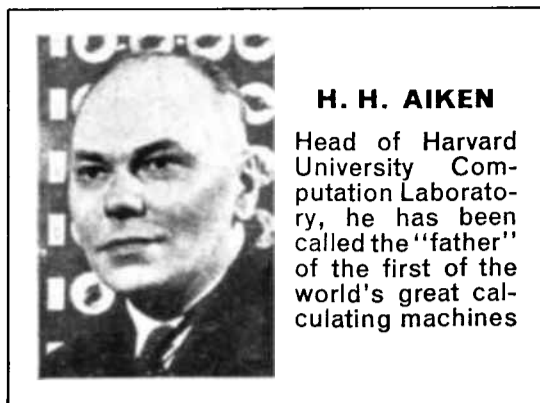 H. H. AIKEN
Head of Harvard
University Com-
putation Laborato-
ry, he has been
called the "father"
of the first of the
world's great cal-
culating machines